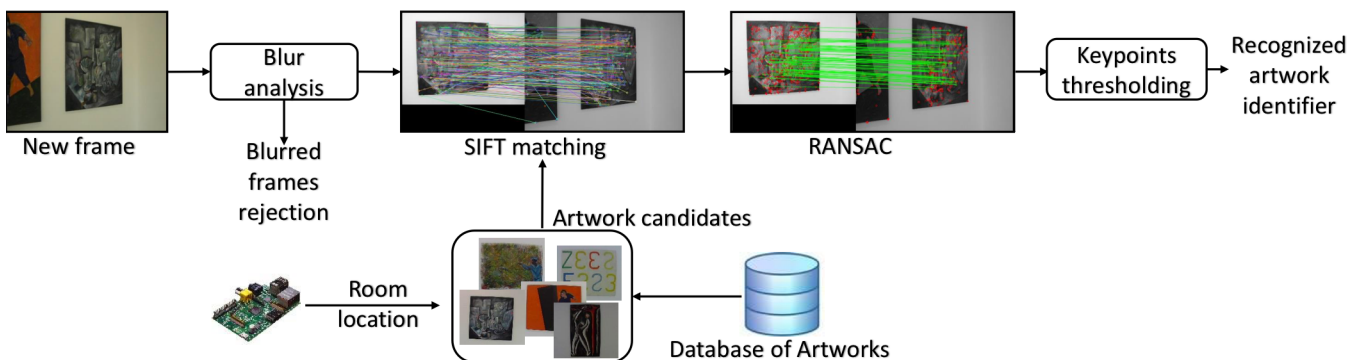 Blur
analysis
Keypoints
thresholding
Recognized
artwork
identifier
New frame
SIFT matching
RANSAC
Blurred
frames
rejection
Artwork candidates
Room
location
Database of Artworks